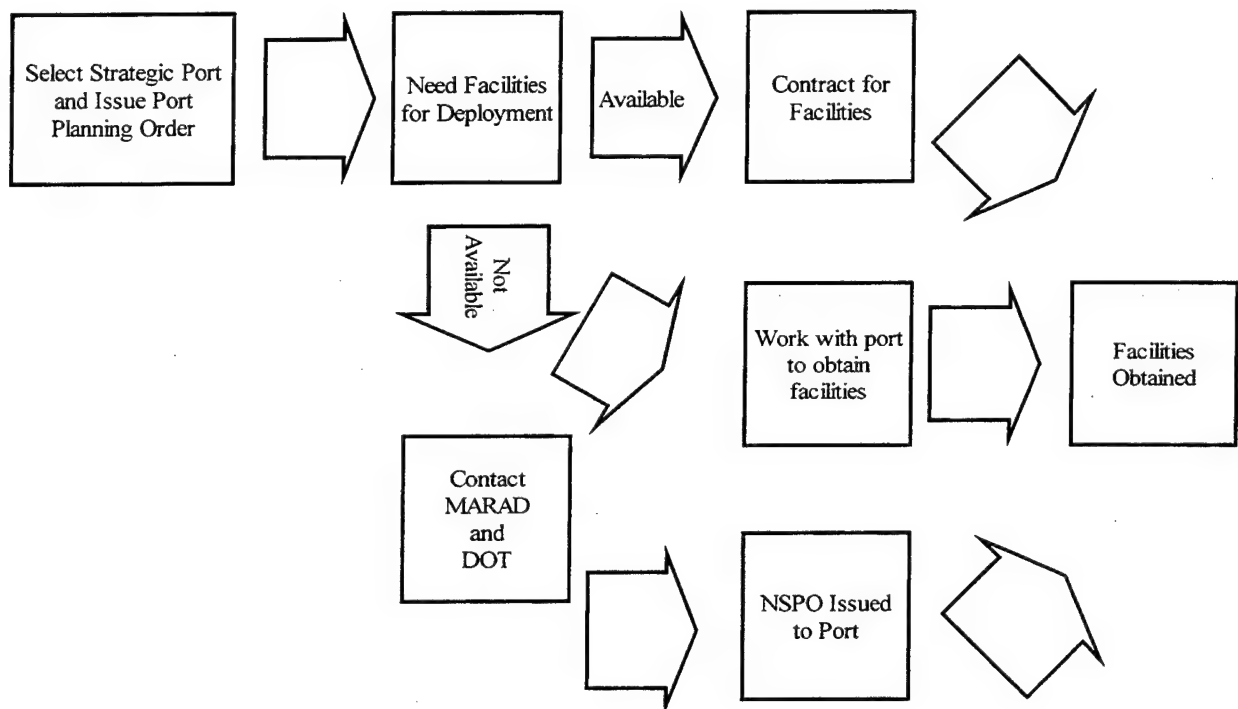 Select Strategic Port
and Issue Port
Planning Order
Need Facilities
for Deployment
Available
Contract for
Facilities
Not
Available
Work with port
to obtain
facilities
Facilities
Obtained
Contact
MARAD
and
DOT
NSPO Issued
to Port